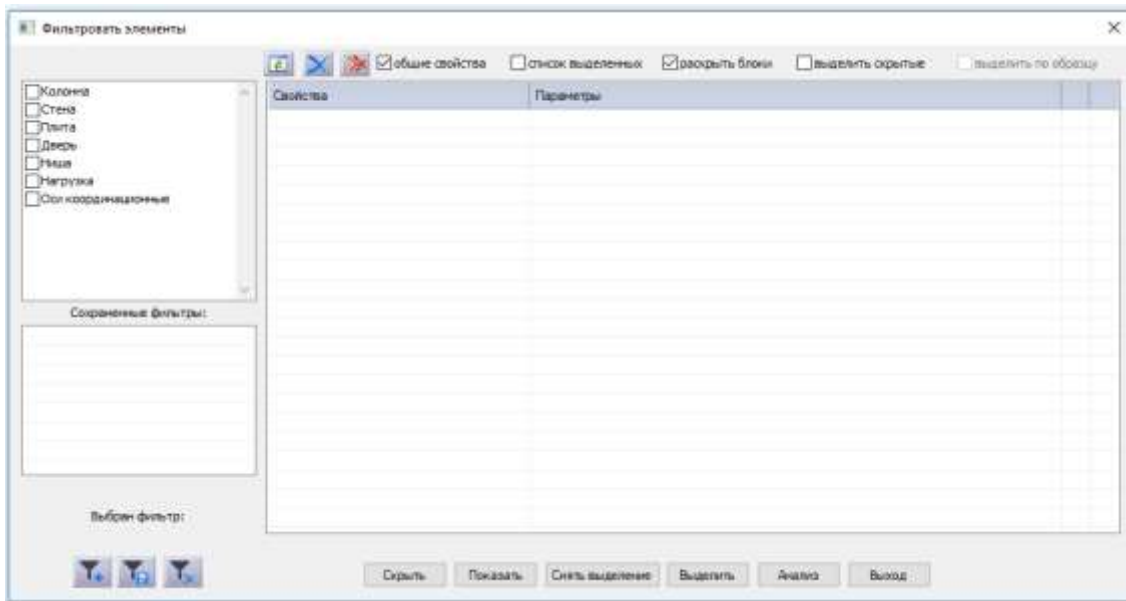 Фильтровать элементы
общие свойства список выделенных раскрыть блоки выделить скрытые выделить по образцу
Колонна
Стена
Плита
Дверь
Ниша
Нагрузка
Оси координационные
Свойства Параметры
Сохраненные фильтры:
Выбран фильтр:
Скрыть Показать Снять выделение Выделить Анализ Выход